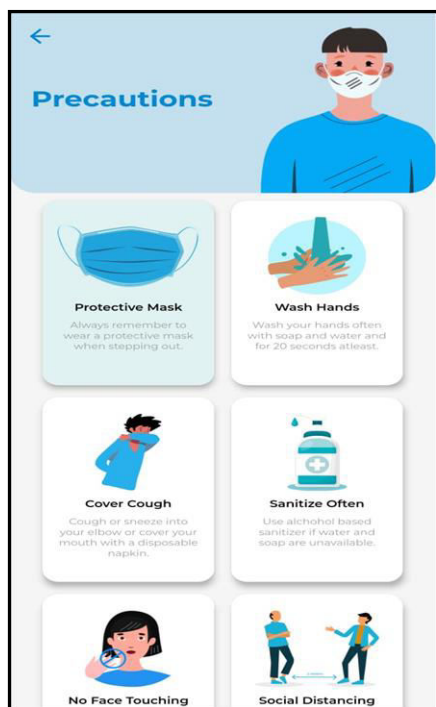 Precautions
Protective Mask
Always remember to
wear a protective mask
when stepping out.
Wash Hands
Wash your hands often
with soap and water and
for 20 seconds atleast.
Cover Cough
Cough or sneeze into
your elbow or cover your
mouth with a disposable
napkin.
Sanitize Often
Use alchohol based
sanitizer if water and
soap are unavailable.
No Face Touching
Social Distancing